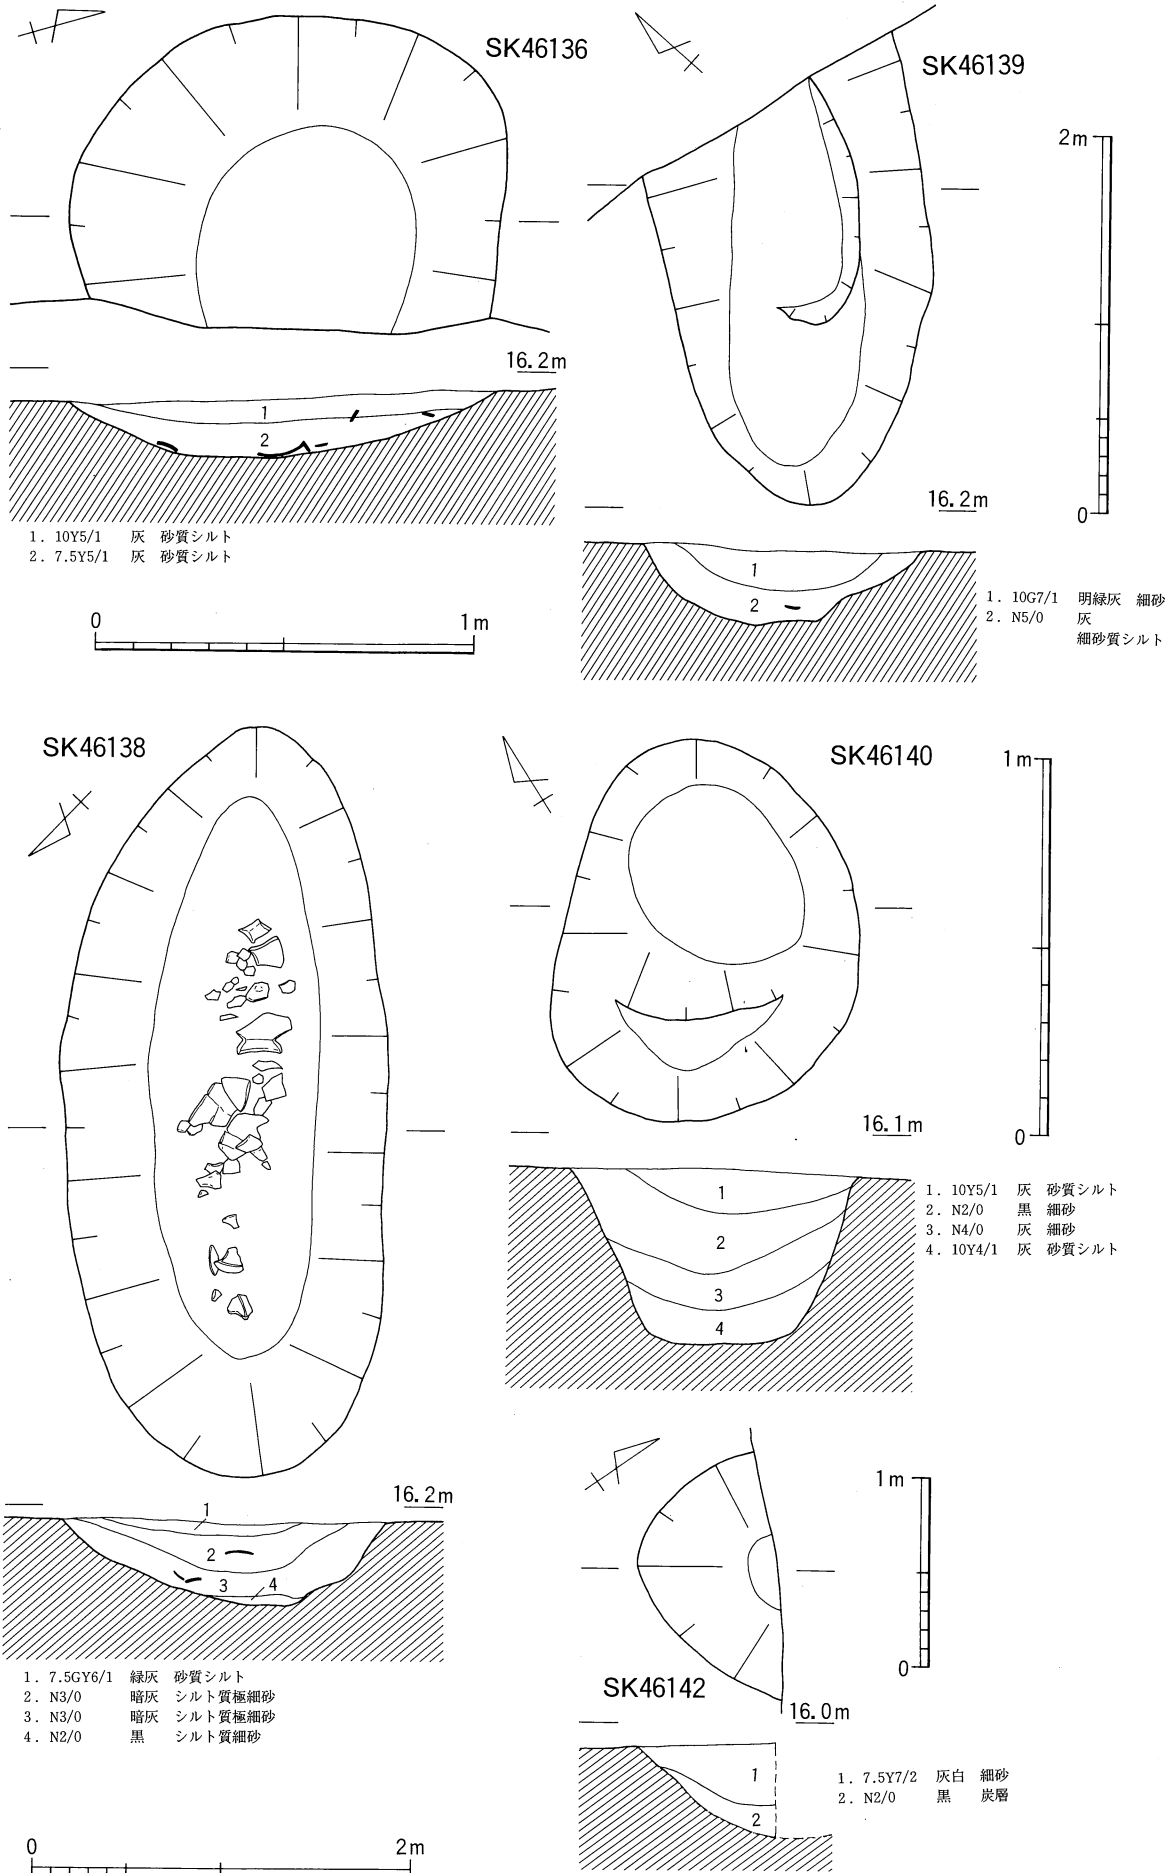 SK46136
16.2m
1
2
1. 10Y5/1 灰 砂質シルト
2. 7.5Y5/1 灰 砂質シルト
0 1m
SK46139
2m
0
16.2m
1
2
1. 10G7/1 明緑灰 細砂
2. N5/0 灰
細砂質シルト
SK46138
16.2m
1
2
3 4
1. 7.5GY6/1 緑灰 砂質シルト
2. N3/0 暗灰 シルト質極細砂
3. N3/0 暗灰 シルト質極細砂
4. N2/0 黒 シルト質細砂
0 2m
SK46140
1m
0
16.1m
1
2
3
4
1. 10Y5/1 灰 砂質シルト
2. N2/0 黒 細砂
3. N4/0 灰 細砂
4. 10Y4/1 灰 砂質シルト
1m
0
SK46142
16.0m
1
2
1. 7.5Y7/2 灰白 細砂
2. N2/0 黒 炭層